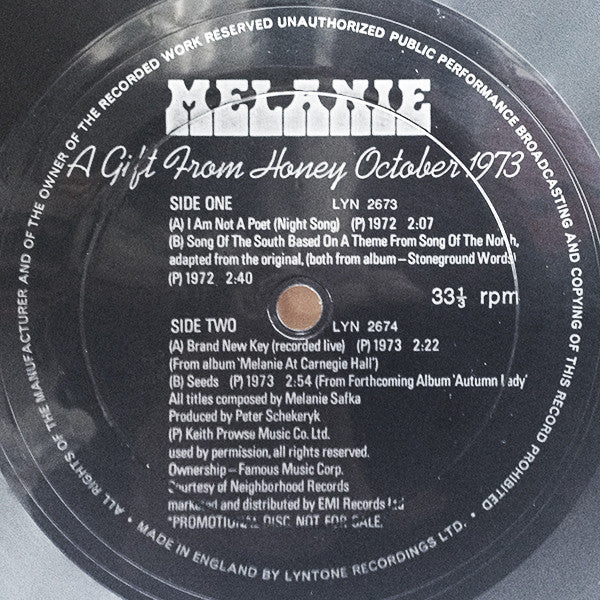 ALL RIGHTS OF THE MANUFACTURER AND OF THE OWNER OF THE RECORDED WORK RESERVED UNAUTHORIZED PUBLIC PERFORMANCE BROADCASTING AND COPYING OF THIS RECORD PROHIBITED
MELANIE
A Gift From Honey October 1973
SIDE ONE LYN 2673
(A) I Am Not A Poet (Night Song) (P) 1972 2:07
(B) Song Of The South Based On A Theme From Song Of The North,
adapted from the original, (both from album – Stoneground Words)
(P) 1972 2:40
33⅓ rpm
SIDE TWO LYN 2674
(A) Brand New Key (recorded live) (P) 1973 2:22
(From album 'Melanie At Carnegie Hall')
(B) Seeds (P) 1973 2:54 (From Forthcoming Album 'Autumn Lady'
All titles composed by Melanie Safka
Produced by Peter Schekeryk
(P) Keith Prowse Music Co. Ltd.
used by permission, all rights reserved.
Ownership – Famous Music Corp.
Courtesy of Neighborhood Records
marketed and distributed by EMI Records Ltd
*PROMOTIONAL DISC NOT FOR SALE.
• MADE IN ENGLAND BY LYNTONE RECORDINGS LTD. •